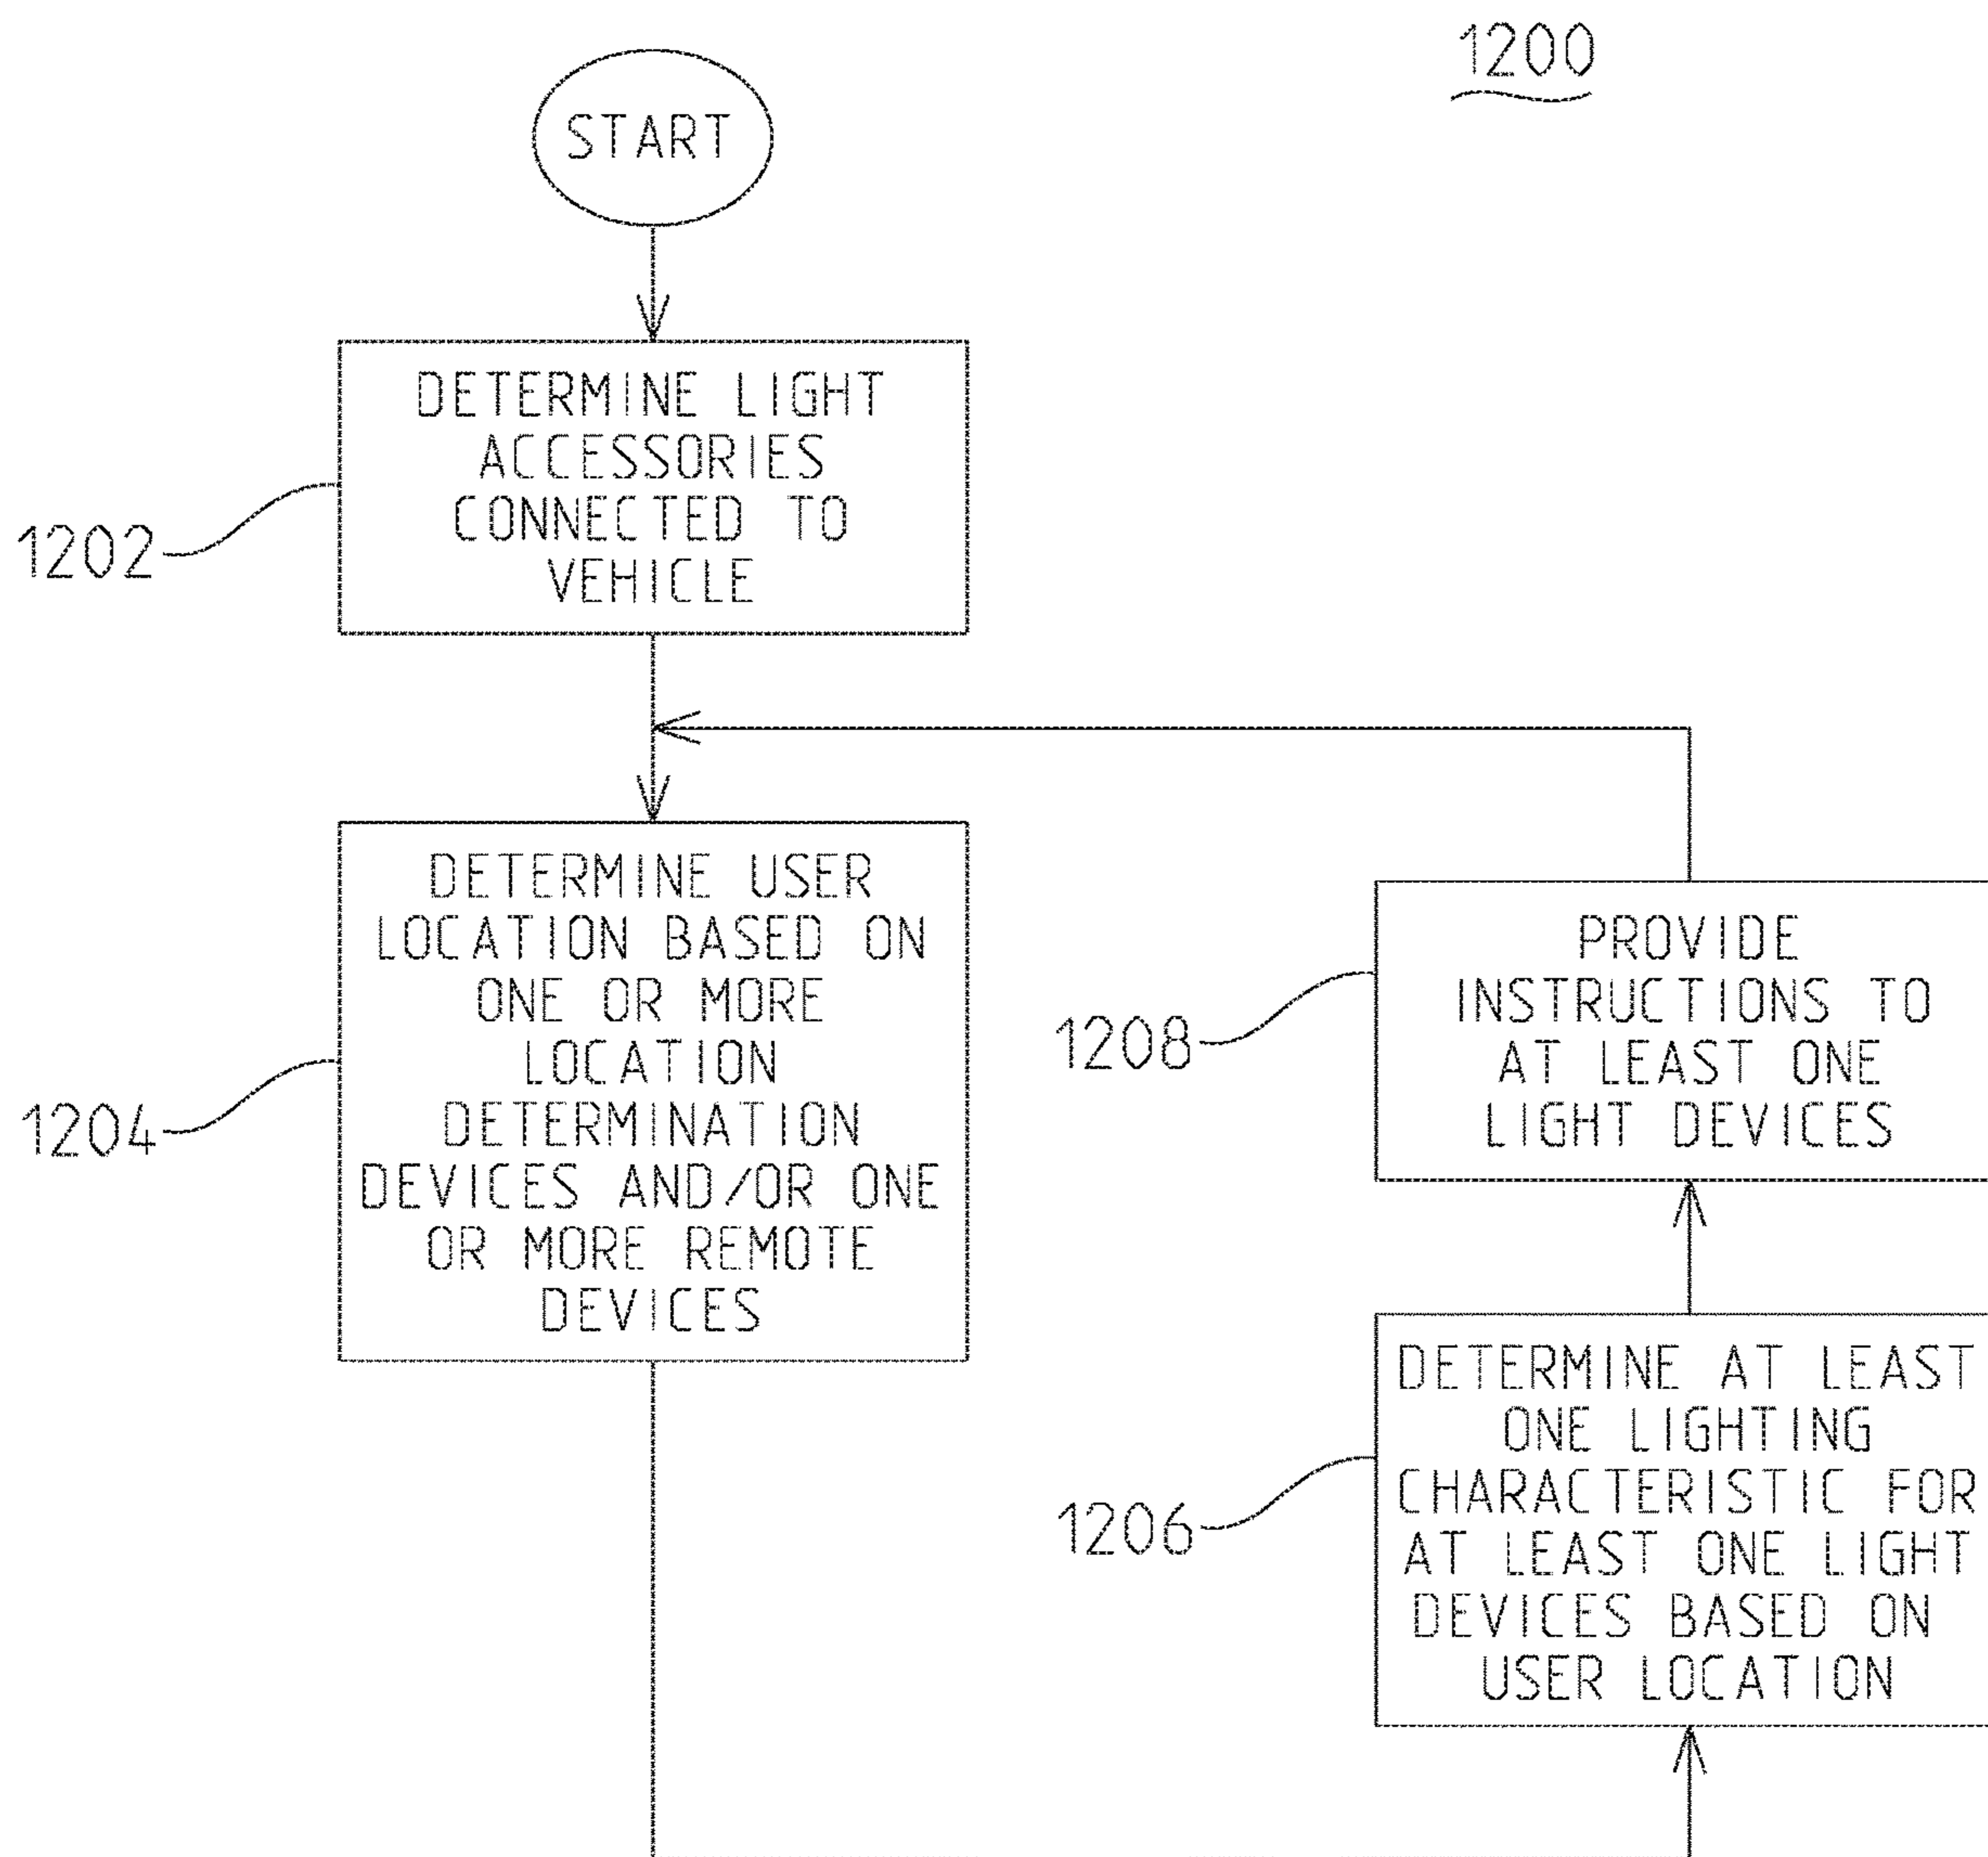 1200
START
DETERMINE LIGHT
ACCESSORIES
CONNECTED TO
VEHICLE
1202
DETERMINE USER
LOCATION BASED ON
ONE OR MORE
LOCATION
DETERMINATION
DEVICES AND/OR ONE
OR MORE REMOTE
DEVICES
1204
DETERMINE AT LEAST
ONE LIGHTING
CHARACTERISTIC FOR
AT LEAST ONE LIGHT
DEVICES BASED ON
USER LOCATION
1206
PROVIDE
INSTRUCTIONS TO
AT LEAST ONE
LIGHT DEVICES
1208